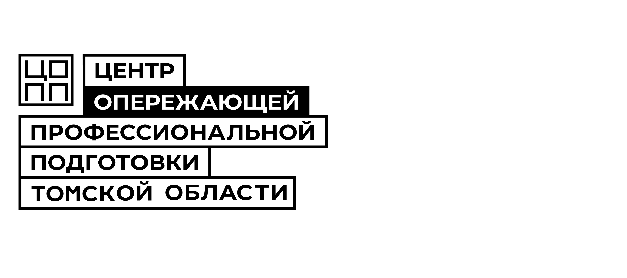 ЦО
ПП
ЦЕНТР
ОПЕРЕЖАЮЩЕЙ
ПРОФЕССИОНАЛЬНОЙ
ПОДГОТОВКИ
ТОМСКОЙ ОБЛАСТИ